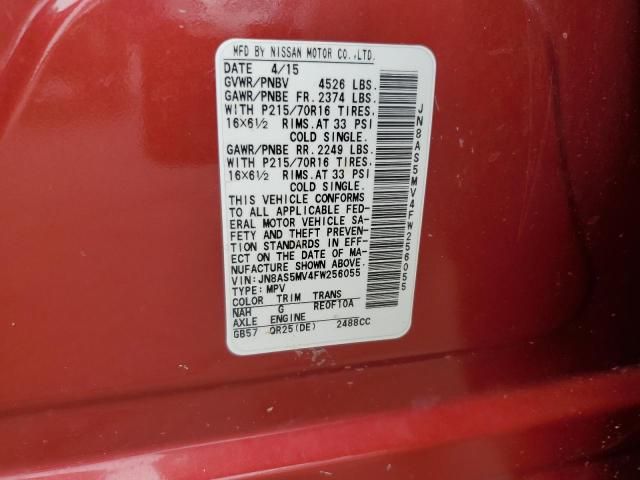 MFD BY NISSAN MOTOR CO.,LTD.
DATE 4/15
GVWR/PNBV 4526 LBS.
GAWR/PNBE FR. 2374 LBS.
WITH P215/70R16 TIRES.
16×6½ RIMS. AT 33 PSI
COLD SINGLE.
GAWR/PNBE RR. 2249 LBS.
WITH P215/70R16 TIRES.
16×6½ RIMS. AT 33 PSI
COLD SINGLE.
THIS VEHICLE CONFORMS
TO ALL APPLICABLE FED-
ERAL MOTOR VEHICLE SA-
FETY AND THEFT PREVEN-
TION STANDARDS IN EFF-
ECT ON THE DATE OF MA-
NUFACTURE SHOWN ABOVE.
VIN: JN8AS5MV4FW256055
TYPE: MPV
COLOR TRIM TRANS
NAH G RE0F10A
AXLE ENGINE
GB57 QR25(DE) 2488CC
JN8AS5MV4FW256055